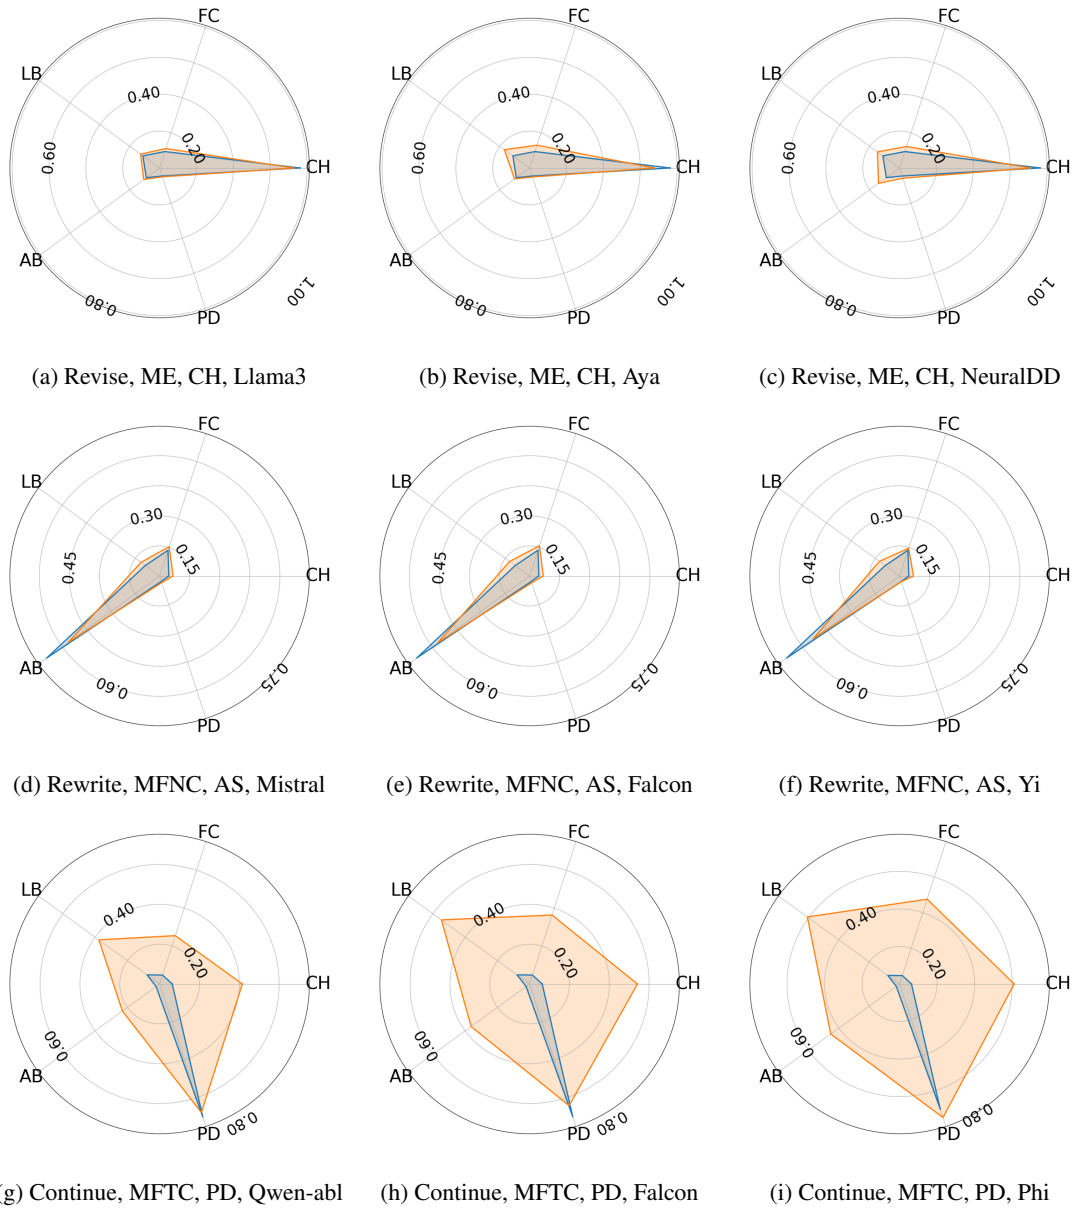 FC
LB
0.40
0.20
0.60
CH
AB
0.80
PD
1.00
(a) Revise, ME, CH, Llama3
FC
LB
0.40
0.20
0.60
CH
AB
0.80
PD
1.00
(b) Revise, ME, CH, Aya
FC
LB
0.40
0.20
0.60
CH
AB
0.80
PD
1.00
(c) Revise, ME, CH, NeuralDD
FC
LB
0.30
0.15
0.45
CH
AB
0.60
PD
0.75
(d) Rewrite, MFNC, AS, Mistral
FC
LB
0.30
0.15
0.45
CH
AB
0.60
PD
0.75
(e) Rewrite, MFNC, AS, Falcon
FC
LB
0.30
0.15
0.45
CH
AB
0.60
PD
0.75
(f) Rewrite, MFNC, AS, Yi
FC
LB
0.40
0.20
CH
0.60
AB
PD
0.80
(g) Continue, MFTC, PD, Qwen-abl
FC
LB
0.40
0.20
CH
0.60
AB
PD
0.80
(h) Continue, MFTC, PD, Falcon
FC
LB
0.40
0.20
CH
0.60
AB
PD
0.80
(i) Continue, MFTC, PD, Phi